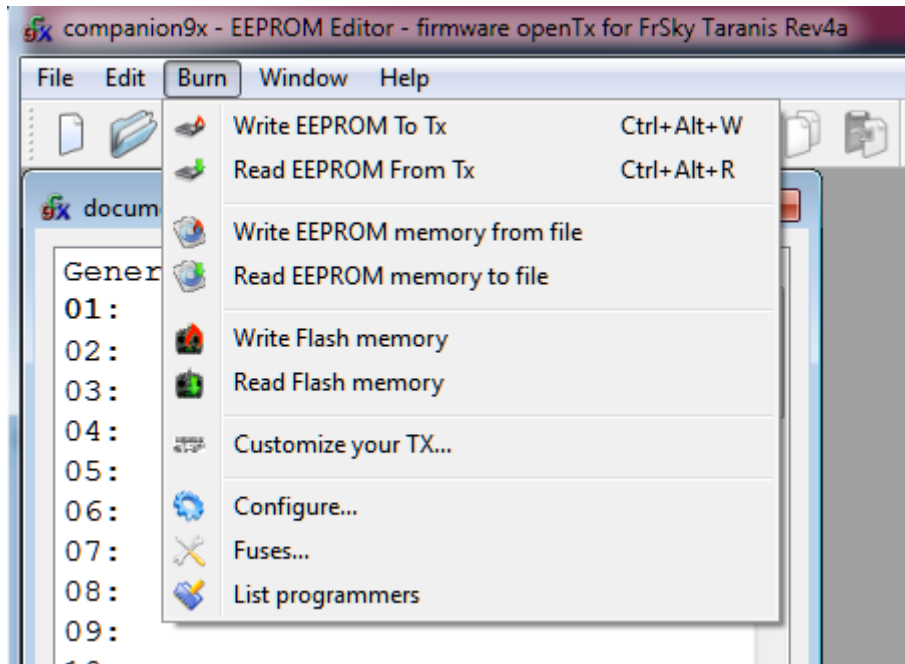 companion9x - EEPROM Editor - firmware openTx for FrSky Taranis Rev4a
File Edit Burn Window Help
Write EEPROM To Tx Ctrl+Alt+W
Read EEPROM From Tx Ctrl+Alt+R
docum
Write EEPROM memory from file
Gener
Read EEPROM memory to file
01:
Write Flash memory
02:
Read Flash memory
03:
04:
Customize your TX...
05:
06:
Configure...
07:
Fuses...
08:
List programmers
09: